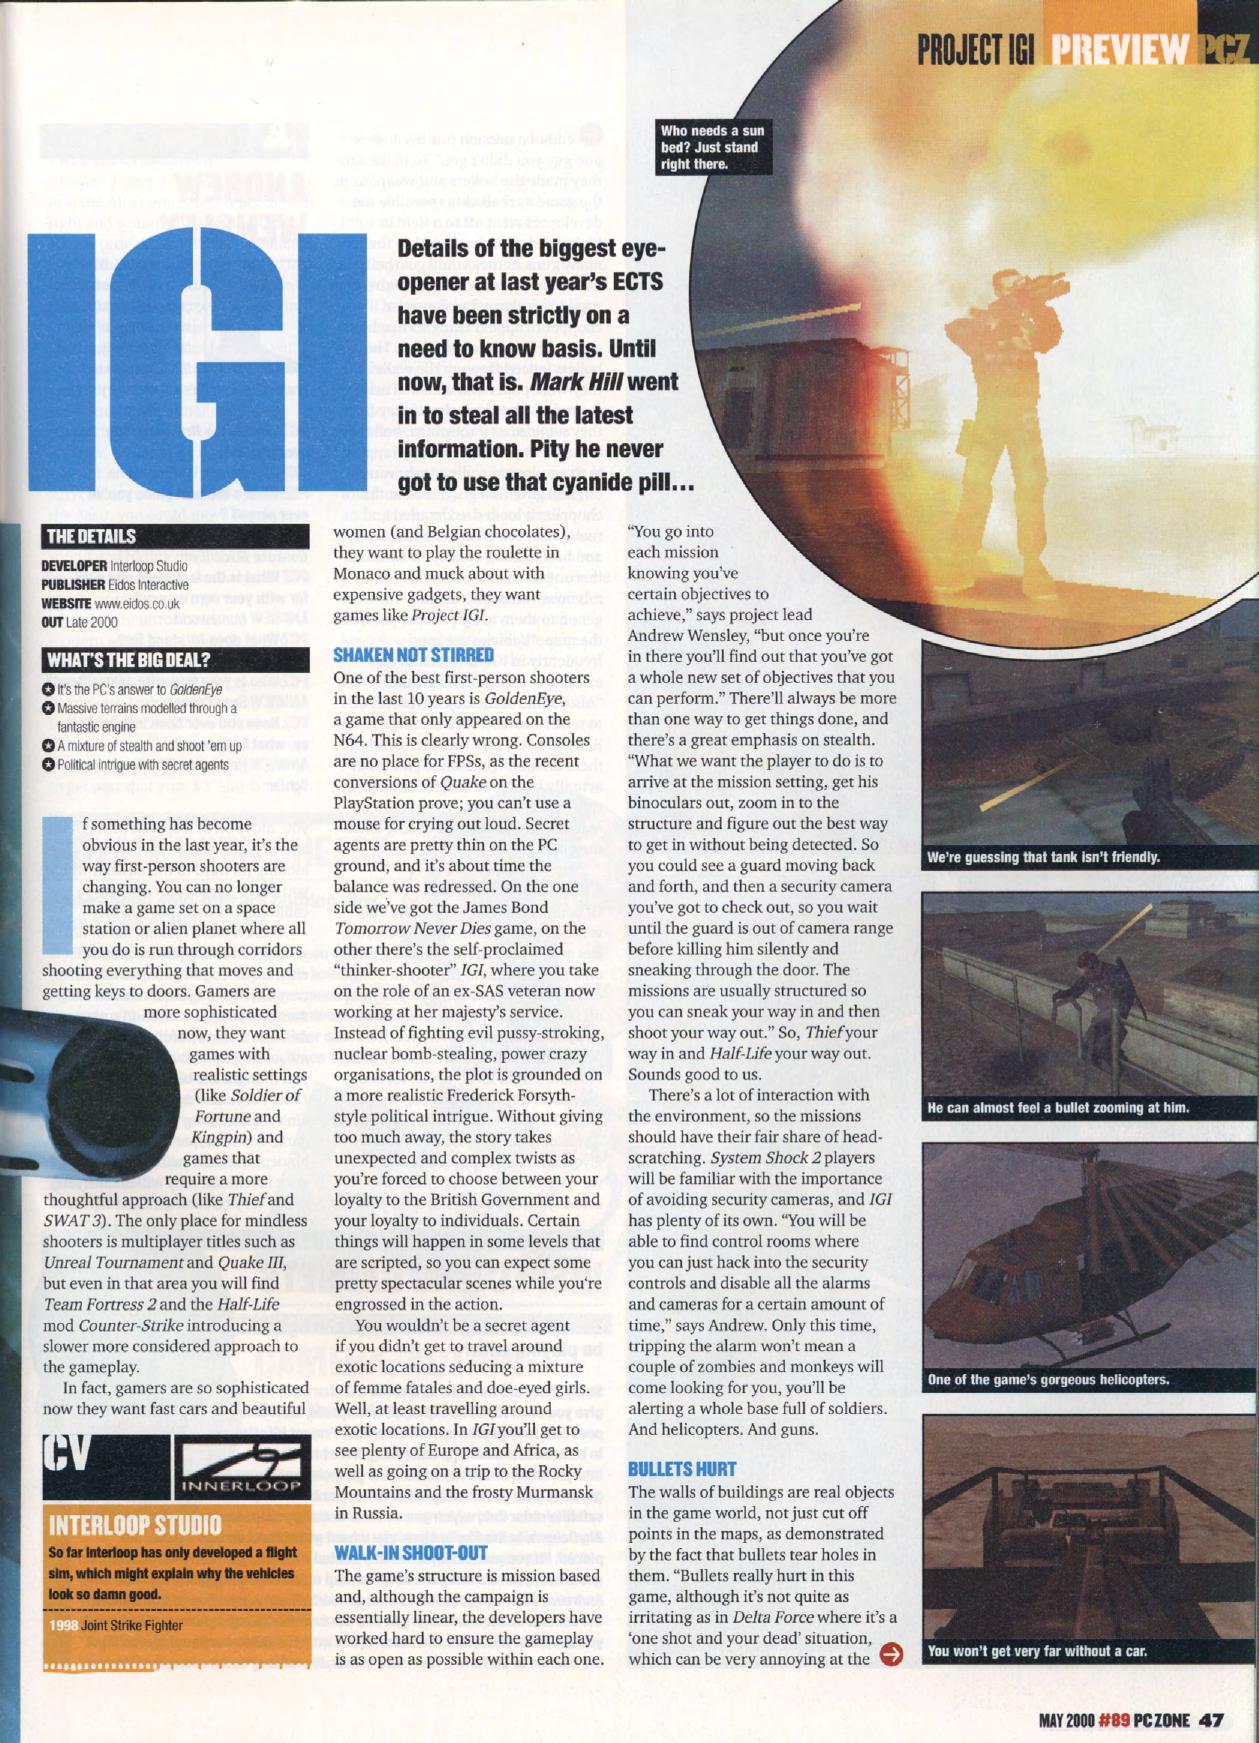 PROJECT IGI PREVIEW PCZ
Who needs a sun
bed? Just stand
right there.
IGI
Details of the biggest eye-
opener at last year's ECTS
have been strictly on a
need to know basis. Until
now, that is. Mark Hill went
in to steal all the latest
information. Pity he never
got to use that cyanide pill...
THE DETAILS
DEVELOPER Interloop Studio
PUBLISHER Eidos Interactive
WEBSITE www.eidos.co.uk
OUT Late 2000
WHAT'S THE BIG DEAL?
It's the PC's answer to GoldenEye
Massive terrains modelled through a
fantastic engine
A mixture of stealth and shoot 'em up
Political intrigue with secret agents
If something has become
obvious in the last year, it's the
way first-person shooters are
changing. You can no longer
make a game set on a space
station or alien planet where all
you do is run through corridors
shooting everything that moves and
getting keys to doors. Gamers are
more sophisticated
now, they want
games with
realistic settings
(like Soldier of
Fortune and
Kingpin) and
games that
require a more
thoughtful approach (like Thief and
SWAT 3). The only place for mindless
shooters is multiplayer titles such as
Unreal Tournament and Quake III,
but even in that area you will find
Team Fortress 2 and the Half-Life
mod Counter-Strike introducing a
slower more considered approach to
the gameplay.
In fact, gamers are so sophisticated
now they want fast cars and beautiful
CV
INNERLOOP
INTERLOOP STUDIO
So far Interloop has only developed a flight
sim, which might explain why the vehicles
look so damn good.
1998 Joint Strike Fighter
women (and Belgian chocolates),
they want to play the roulette in
Monaco and muck about with
expensive gadgets, they want
games like Project IGI.
SHAKEN NOT STIRRED
One of the best first-person shooters
in the last 10 years is GoldenEye,
a game that only appeared on the
N64. This is clearly wrong. Consoles
are no place for FPSs, as the recent
conversions of Quake on the
PlayStation prove; you can't use a
mouse for crying out loud. Secret
agents are pretty thin on the PC
ground, and it's about time the
balance was redressed. On the one
side we've got the James Bond
Tomorrow Never Dies game, on the
other there's the self-proclaimed
"thinker-shooter" IGI, where you take
on the role of an ex-SAS veteran now
working at her majesty's service.
Instead of fighting evil pussy-stroking,
nuclear bomb-stealing, power crazy
organisations, the plot is grounded on
a more realistic Frederick Forsyth-
style political intrigue. Without giving
too much away, the story takes
unexpected and complex twists as
you're forced to choose between your
loyalty to the British Government and
your loyalty to individuals. Certain
things will happen in some levels that
are scripted, so you can expect some
pretty spectacular scenes while you're
engrossed in the action.
You wouldn't be a secret agent
if you didn't get to travel around
exotic locations seducing a mixture
of femme fatales and doe-eyed girls.
Well, at least travelling around
exotic locations. In IGI you'll get to
see plenty of Europe and Africa, as
well as going on a trip to the Rocky
Mountains and the frosty Murmansk
in Russia.
WALK-IN SHOOT-OUT
The game's structure is mission based
and, although the campaign is
essentially linear, the developers have
worked hard to ensure the gameplay
is as open as possible within each one.
"You go into
each mission
knowing you've
certain objectives to
achieve," says project lead
Andrew Wensley, "but once you're
in there you'll find out that you've got
a whole new set of objectives that you
can perform." There'll always be more
than one way to get things done, and
there's a great emphasis on stealth.
"What we want the player to do is to
arrive at the mission setting, get his
binoculars out, zoom in to the
structure and figure out the best way
to get in without being detected. So
you could see a guard moving back
and forth, and then a security camera
you've got to check out, so you wait
until the guard is out of camera range
before killing him silently and
sneaking through the door. The
missions are usually structured so
you can sneak your way in and then
shoot your way out." So, Thief your
way in and Half-Life your way out.
Sounds good to us.
There's a lot of interaction with
the environment, so the missions
should have their fair share of head-
scratching. System Shock 2 players
will be familiar with the importance
of avoiding security cameras, and IGI
has plenty of its own. "You will be
able to find control rooms where
you can just hack into the security
controls and disable all the alarms
and cameras for a certain amount of
time," says Andrew. Only this time,
tripping the alarm won't mean a
couple of zombies and monkeys will
come looking for you, you'll be
alerting a whole base full of soldiers.
And helicopters. And guns.
BULLETS HURT
The walls of buildings are real objects
in the game world, not just cut off
points in the maps, as demonstrated
by the fact that bullets tear holes in
them. "Bullets really hurt in this
game, although it's not quite as
irritating as in Delta Force where it's a
'one shot and your dead' situation,
which can be very annoying at the
We're guessing that tank isn't friendly.
He can almost feel a bullet zooming at him.
One of the game's gorgeous helicopters.
You won't get very far without a car.
MAY 2000 #89 PC ZONE 47